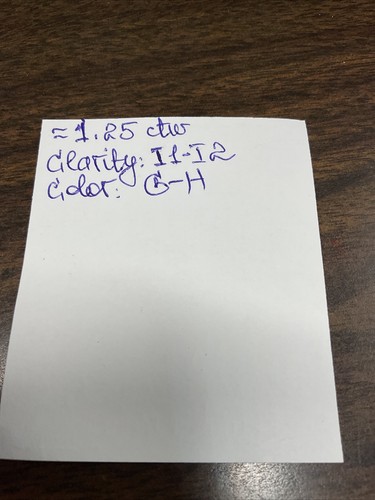 ≈ 1.25 ctw
Clarity: I1-I2
Color: G-H